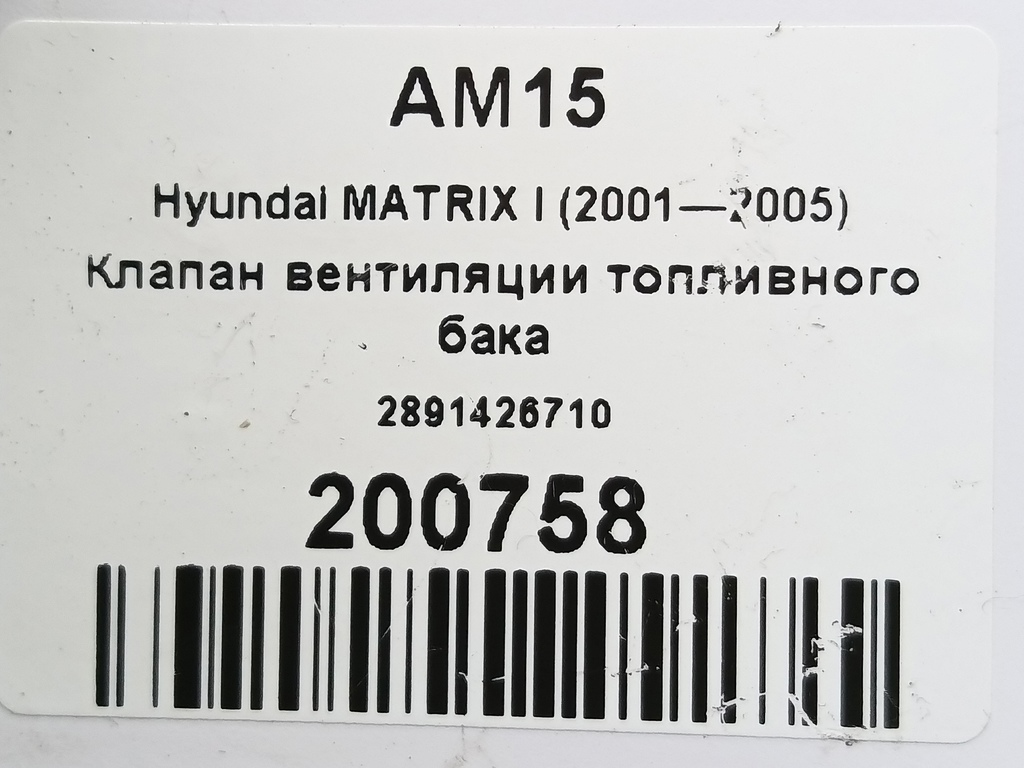 AM15
Hyundai MATRIX I (2001—2005)
Клапан вентиляции топливного
бака
2891426710
200758